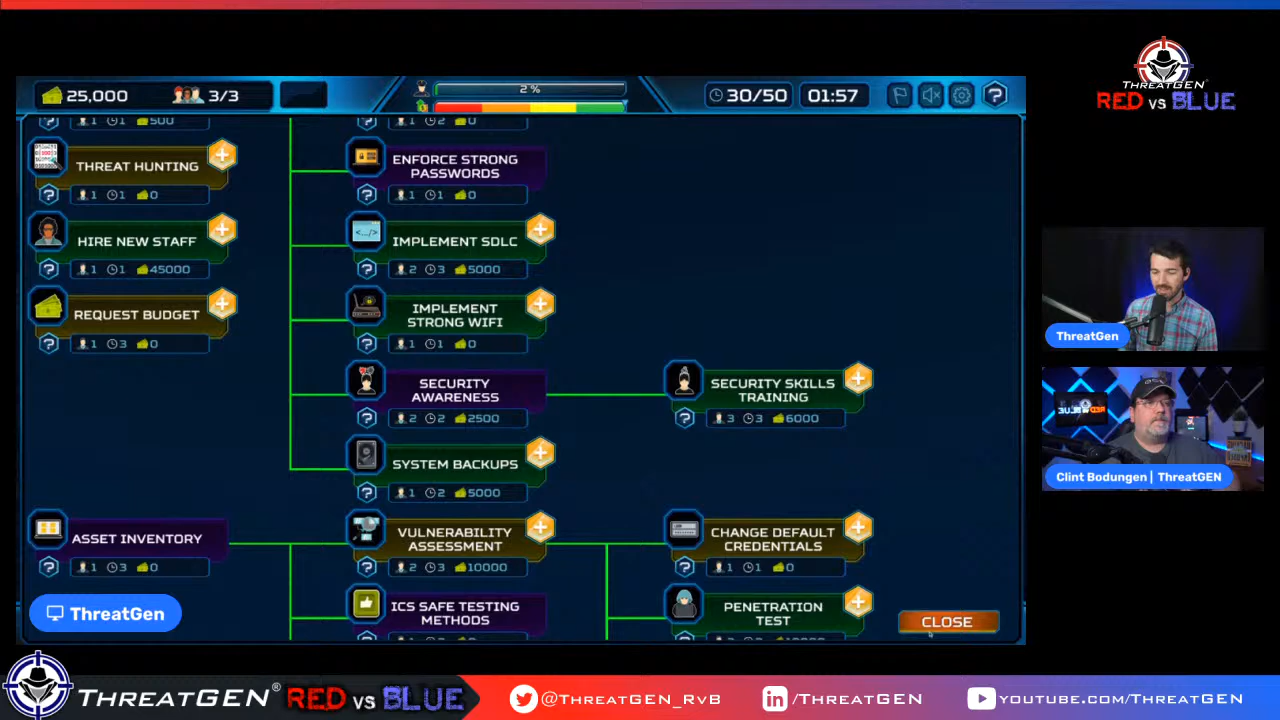 25,000
3/3
2 %
30/50
01:57
?
THREATGEN
RED vs BLUE
? 1 1 500
? 1 2 0
THREAT HUNTING
? 1 1 0
ENFORCE STRONG
PASSWORDS
? 1 1 0
HIRE NEW STAFF
? 1 1 45000
IMPLEMENT SDLC
? 2 3 5000
REQUEST BUDGET
? 1 3 0
IMPLEMENT
STRONG WIFI
? 1 1 0
SECURITY
AWARENESS
? 2 2 2500
SECURITY SKILLS
TRAINING
? 3 3 6000
SYSTEM BACKUPS
? 1 2 5000
ASSET INVENTORY
? 1 3 0
VULNERABILITY
ASSESSMENT
? 2 3 10000
CHANGE DEFAULT
CREDENTIALS
? 1 1 0
ICS SAFE TESTING
METHODS
PENETRATION
TEST
CLOSE
ThreatGen
ThreatGen
Clint Bodungen | ThreatGEN
THREATGEN® RED vs BLUE
@THREATGEN_RVB
/THREATGEN
YOUTUBE.COM/THREATGEN